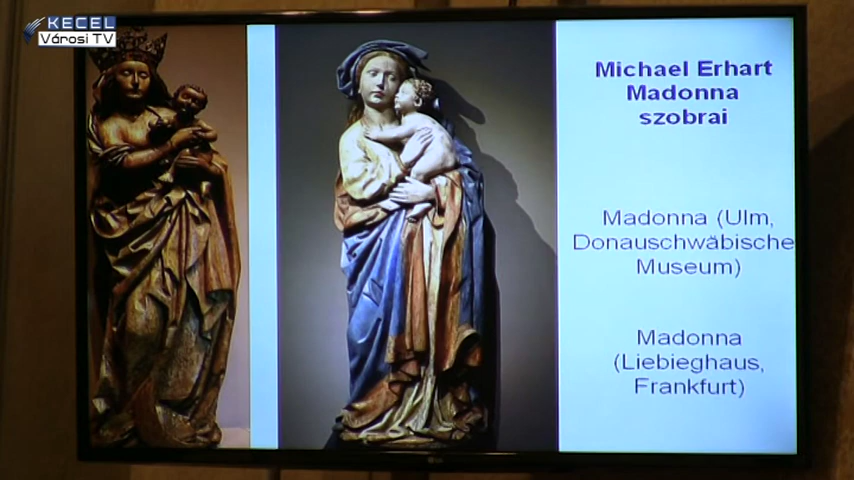 KECEL
Városi TV
Michael Erhart
Madonna
szobrai
Madonna (Ulm,
Donauschwäbische
Museum)
Madonna
(Liebieghaus,
Frankfurt)
LG